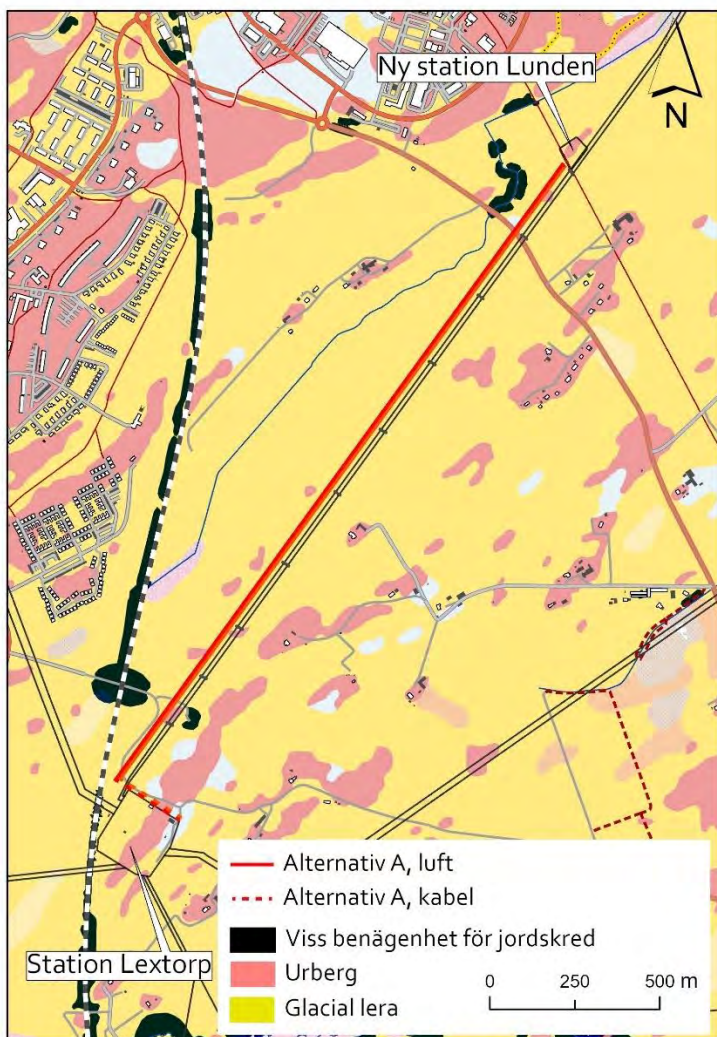 Ny station Lunden
N
Alternativ A, luft
Alternativ A, kabel
Viss benägenhet för jordskred
Urberg
Glacial lera
0 250 500 m
Station Lextorp